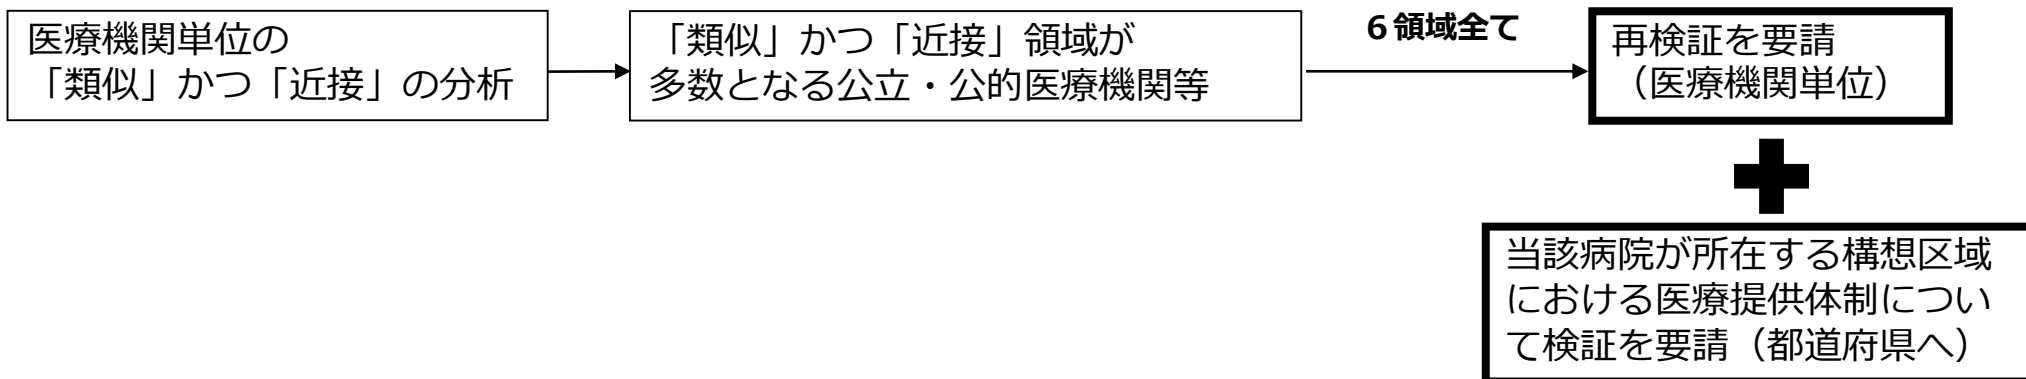 医療機関単位の
「類似」かつ「近接」の分析
「類似」かつ「近接」領域が
多数となる公立・公的医療機関等
６領域全て
再検証を要請
（医療機関単位）
当該病院が所在する構想区域
における医療提供体制につい
て検証を要請（都道府県へ）